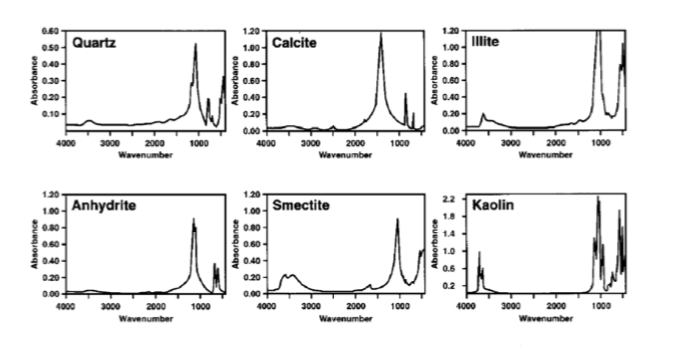 Quartz
Absorbance
0.60
0.50
0.40
0.30
0.20
0.10
4000 3000 2000 1000
Wavenumber
Calcite
Absorbance
1.20
1.00
0.80
0.60
0.40
0.20
0.00
4000 3000 2000 1000
Wavenumber
Illite
Absorbance
1.20
1.00
0.80
0.60
0.40
0.20
0.00
4000 3000 2000 1000
Wavenumber
Anhydrite
Absorbance
1.20
1.00
0.80
0.60
0.40
0.20
0.00
4000 3000 2000 1000
Wavenumber
Smectite
Absorbance
1.20
1.00
0.80
0.60
0.40
0.20
0.00
4000 3000 2000 1000
Wavenumber
Kaolin
Absorbance
2.2
1.8
1.4
1.0
0.6
0.2
4000 3000 2000 1000
Wavenumber